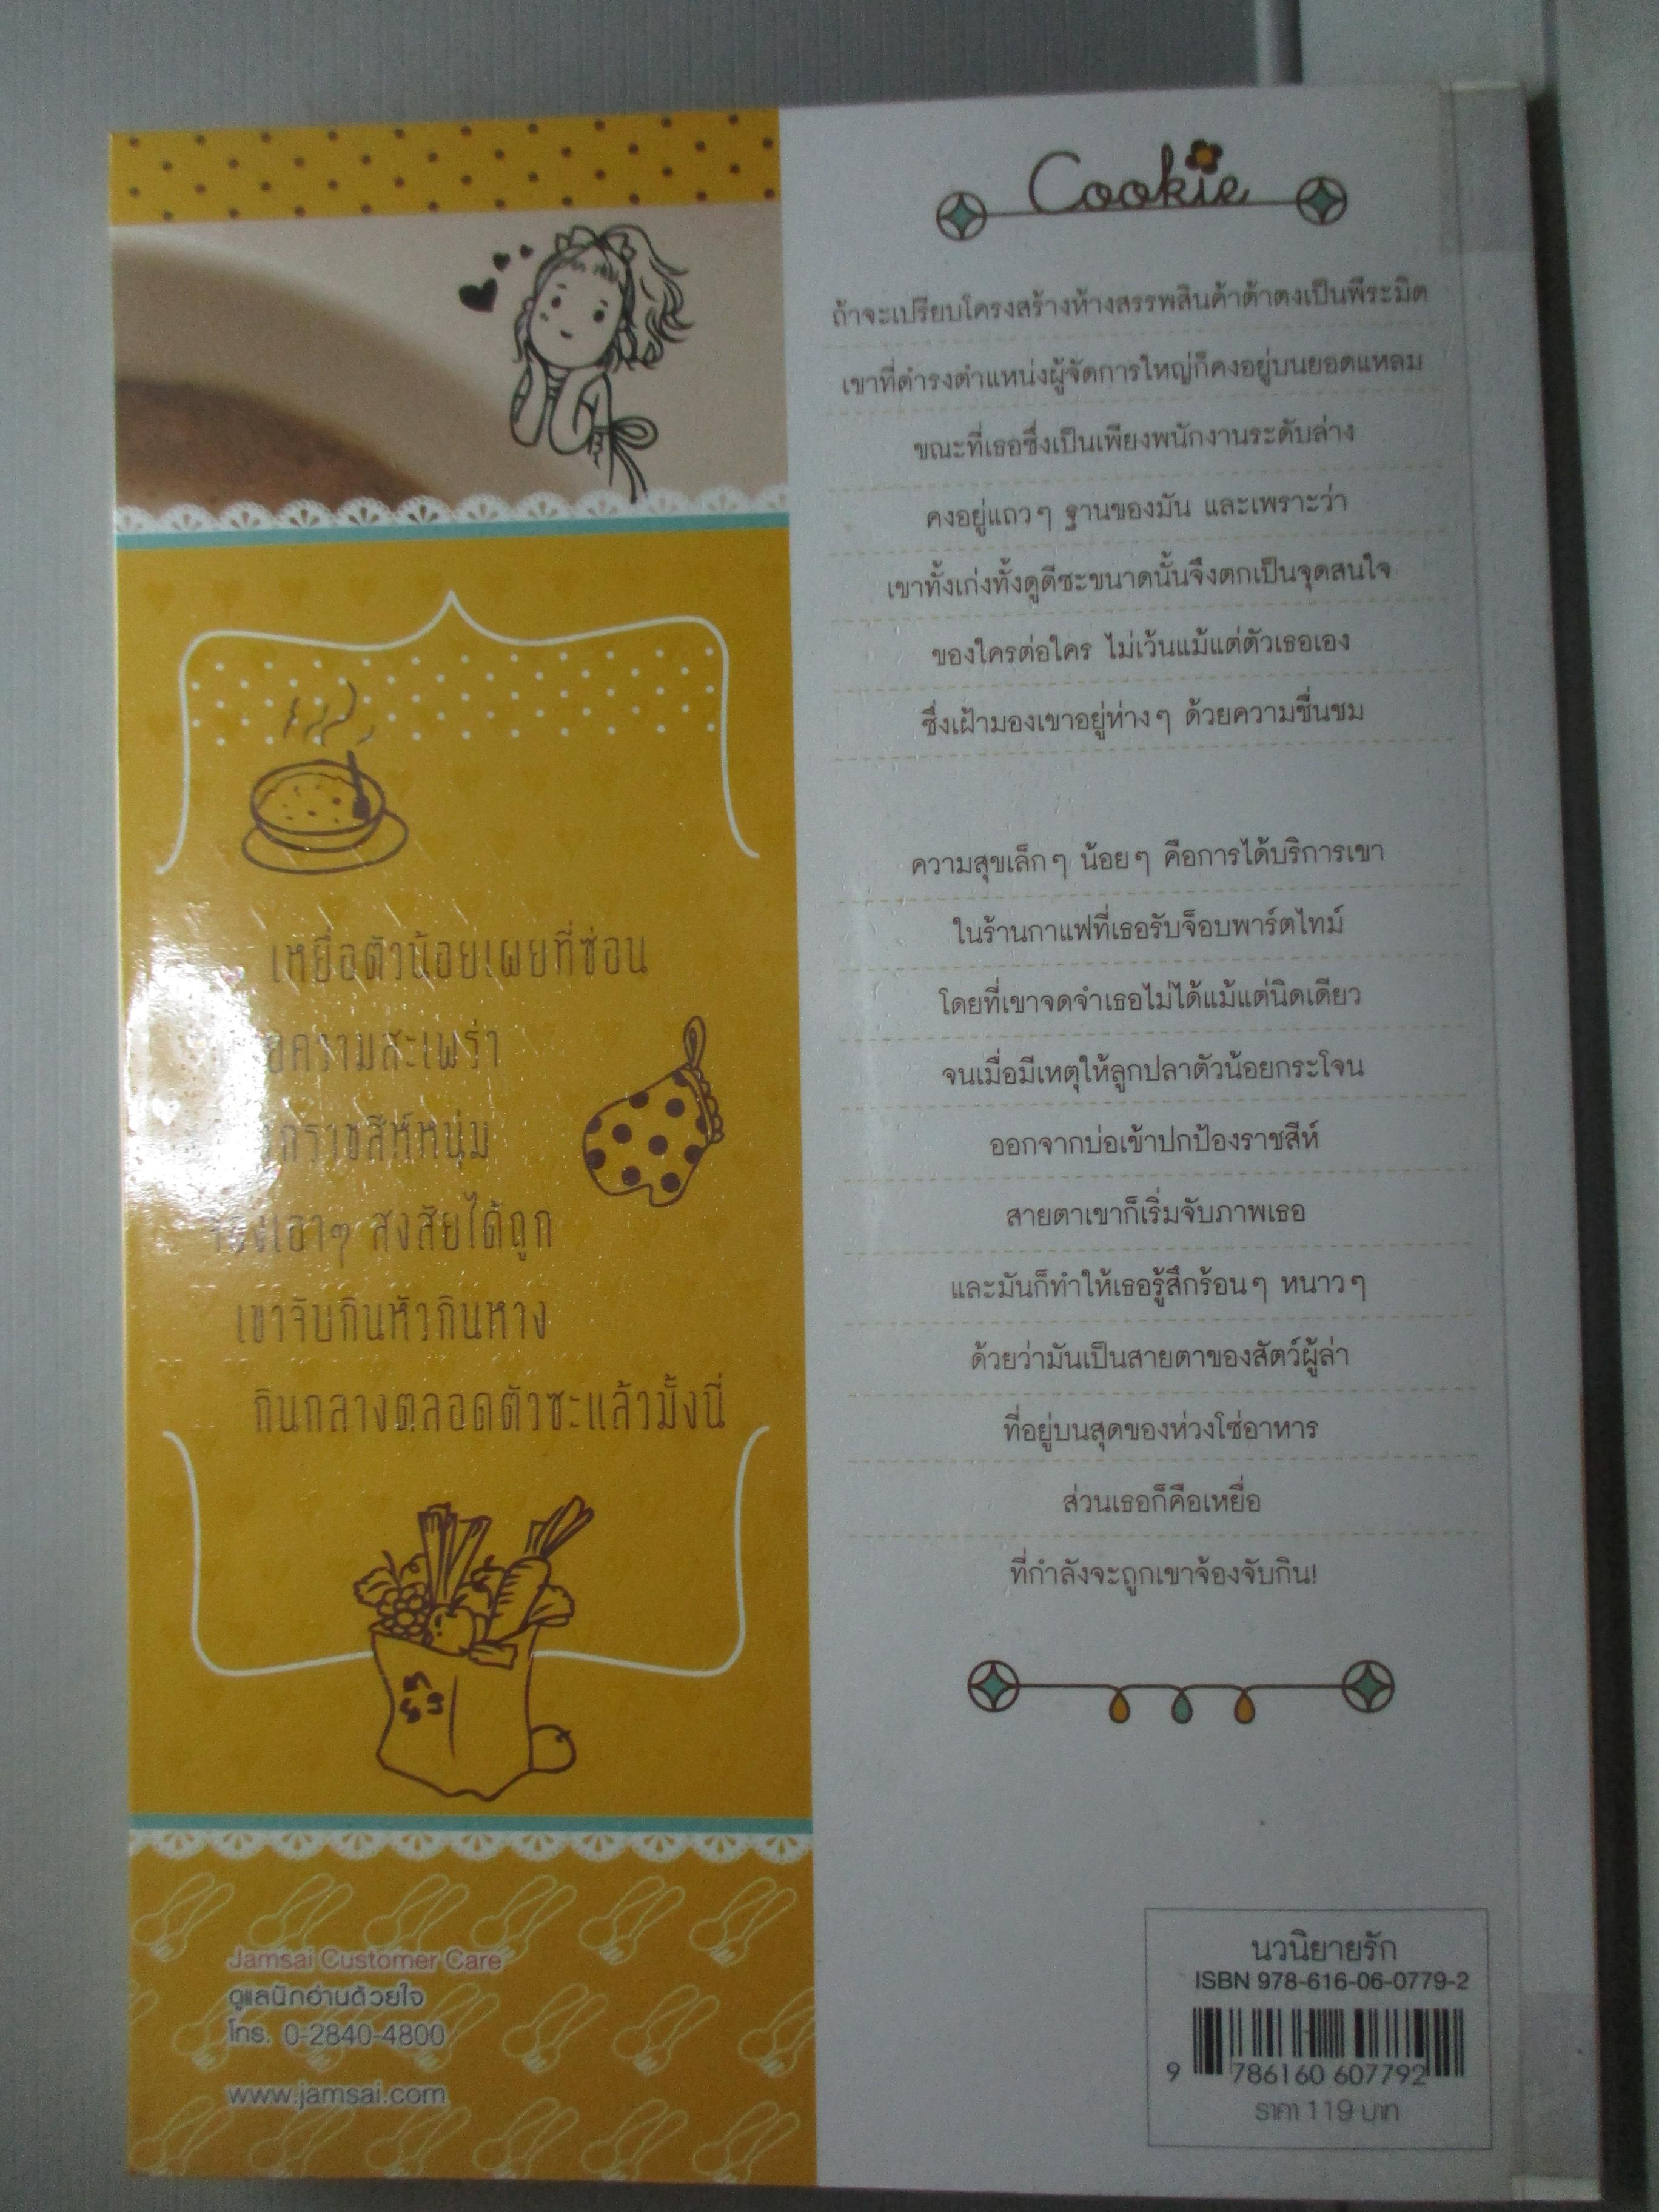 Cookie
ถ้าจะเปรียบโครงสร้างห้างสรรพสินค้าต้าตงเป็นพีระมิด
เขาที่ดำรงตำแหน่งผู้จัดการใหญ่ก็คงอยู่บนยอดแหลม
ขณะที่เธอซึ่งเป็นเพียงพนักงานระดับล่าง
คงอยู่แถวๆ ฐานของมัน และเพราะว่า
เขาทั้งเก่งทั้งดูดีซะขนาดนั้นจึงตกเป็นจุดสนใจ
ของใครต่อใคร ไม่เว้นแม้แต่ตัวเธอเอง
ซึ่งเฝ้ามองเขาอยู่ห่างๆ ด้วยความชื่นชม
ความสุขเล็กๆ น้อยๆ คือการได้บริการเขา
ในร้านกาแฟที่เธอรับจ็อบพาร์ตไทม์
โดยที่เขาจดจำเธอไม่ได้แม้แต่นิดเดียว
จนเมื่อมีเหตุให้ลูกปลาตัวน้อยกระโจน
ออกจากบ่อเข้าปกป้องราชสีห์
สายตาเขาก็เริ่มจับภาพเธอ
และมันก็ทำให้เธอรู้สึกร้อนๆ หนาวๆ
ด้วยว่ามันเป็นสายตาของสัตว์ผู้ล่า
ที่อยู่บนสุดของห่วงโซ่อาหาร
ส่วนเธอก็คือเหยื่อ
ที่กำลังจะถูกเขาจ้องจับกิน!
เหยื่อตัวน้อยเผยที่ซ่อน
สะเพร่า
ราชสีห์หนุ่ม
สงสัยได้ถูก
เขาจับกินหัวกินหาง
กินกลางตลอดตัวซะแล้วมั้งนี่
Jamsai Customer Care
ดูแลนักอ่านด้วยใจ
โทร. 0-2840-4800
www.jamsai.com
นวนิยายรัก
ISBN 978-616-06-0779-2
9 786160 607792
ราคา 119 บาท